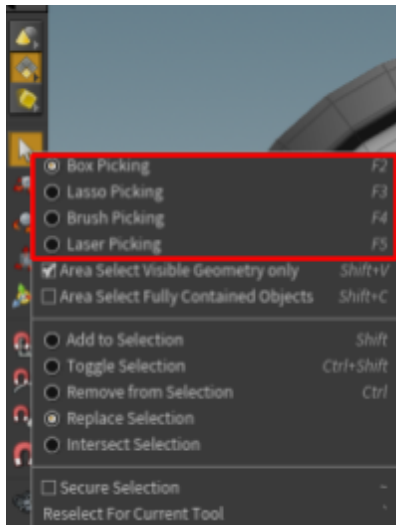 Box Picking F2
Lasso Picking F3
Brush Picking F4
Laser Picking F5
Area Select Visible Geometry only Shift+V
Area Select Fully Contained Objects Shift+C
Add to Selection Shift
Toggle Selection Ctrl+Shift
Remove from Selection Ctrl
Replace Selection
Intersect Selection
Secure Selection ~
Reselect For Current Tool `